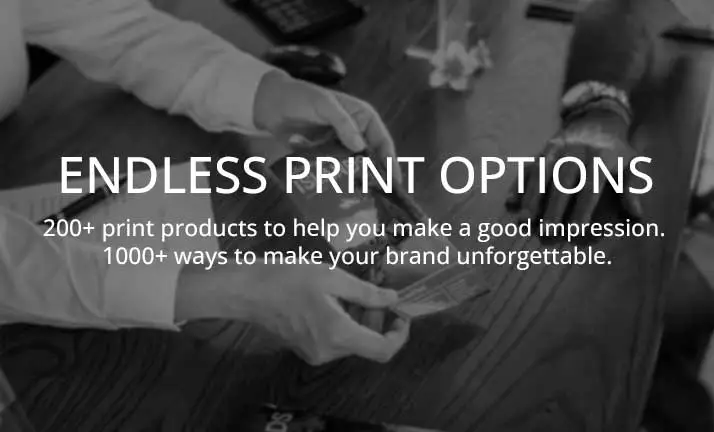 ENDLESS PRINT OPTIONS
200+ print products to help you make a good impression.
1000+ ways to make your brand unforgettable.